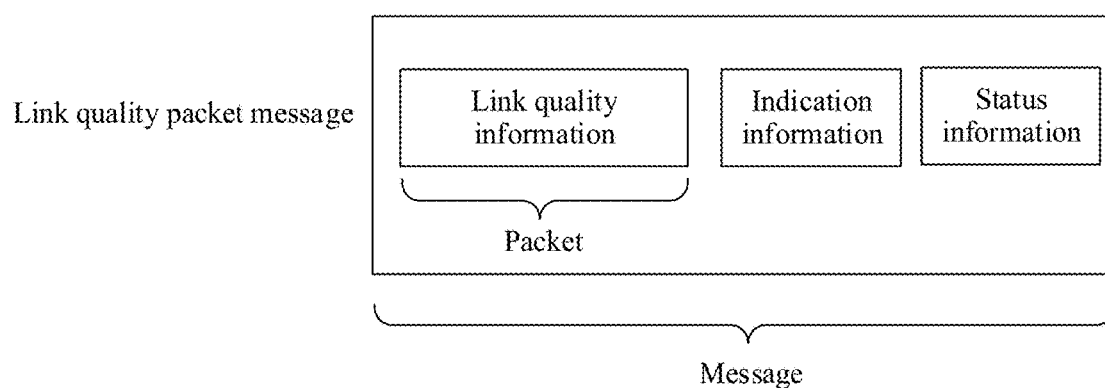 Link quality packet message
Link quality
information
Indication
information
Status
information
Packet
Message